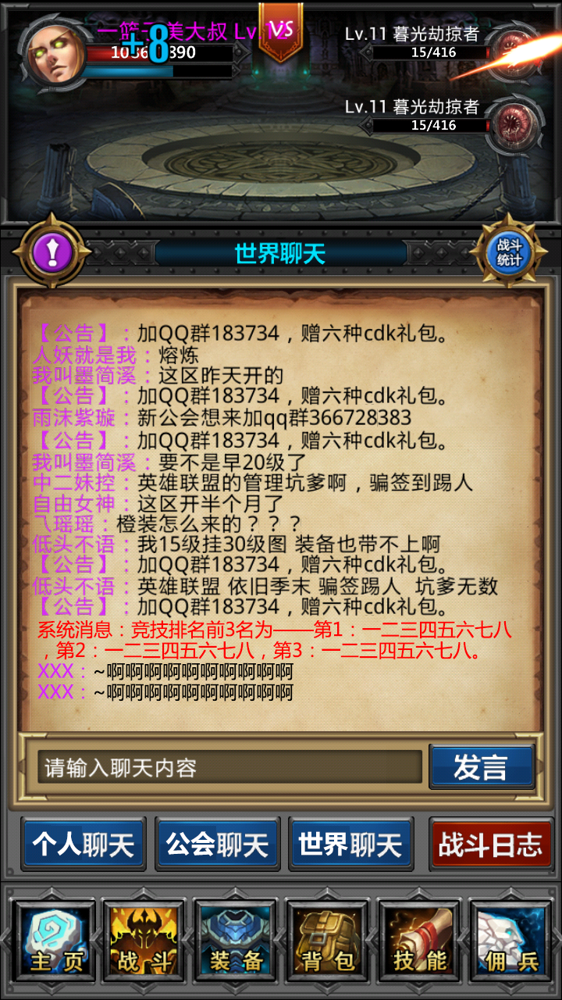 美大叔 Lv.12
VS
+8
390
Lv.11 暮光劫掠者
15/416
Lv.11 暮光劫掠者
15/416
世界聊天
战斗
统计
【公告】：加QQ群183734，赠六种cdk礼包。
人妖就是我：熔炼
我叫墨简溪：这区昨天开的
【公告】：加QQ群183734，赠六种cdk礼包。
雨沫紫璇：新公会想来加qq群366728383
【公告】：加QQ群183734，赠六种cdk礼包。
我叫墨简溪：要不是早20级了
中二妹控：英雄联盟的管理坑爹啊，骗签到踢人
自由女神：这区开半个月了
乀瑶瑶：橙装怎么来的？？？
低头不语：我15级挂30级图 装备也带不上啊
【公告】：加QQ群183734，赠六种cdk礼包。
低头不语：英雄联盟 依旧季末 骗签踢人 坑爹无数
【公告】：加QQ群183734，赠六种cdk礼包。
系统消息：竞技排名前3名为——第1：一二三四五六七八
，第2：一二三四五六七八，第3：一二三四五六七八。
XXX：~啊啊啊啊啊啊啊啊啊啊
XXX：~啊啊啊啊啊啊啊啊啊啊
请输入聊天内容
发言
个人聊天
公会聊天
世界聊天
战斗日志
主页
战斗
装备
背包
技能
佣兵